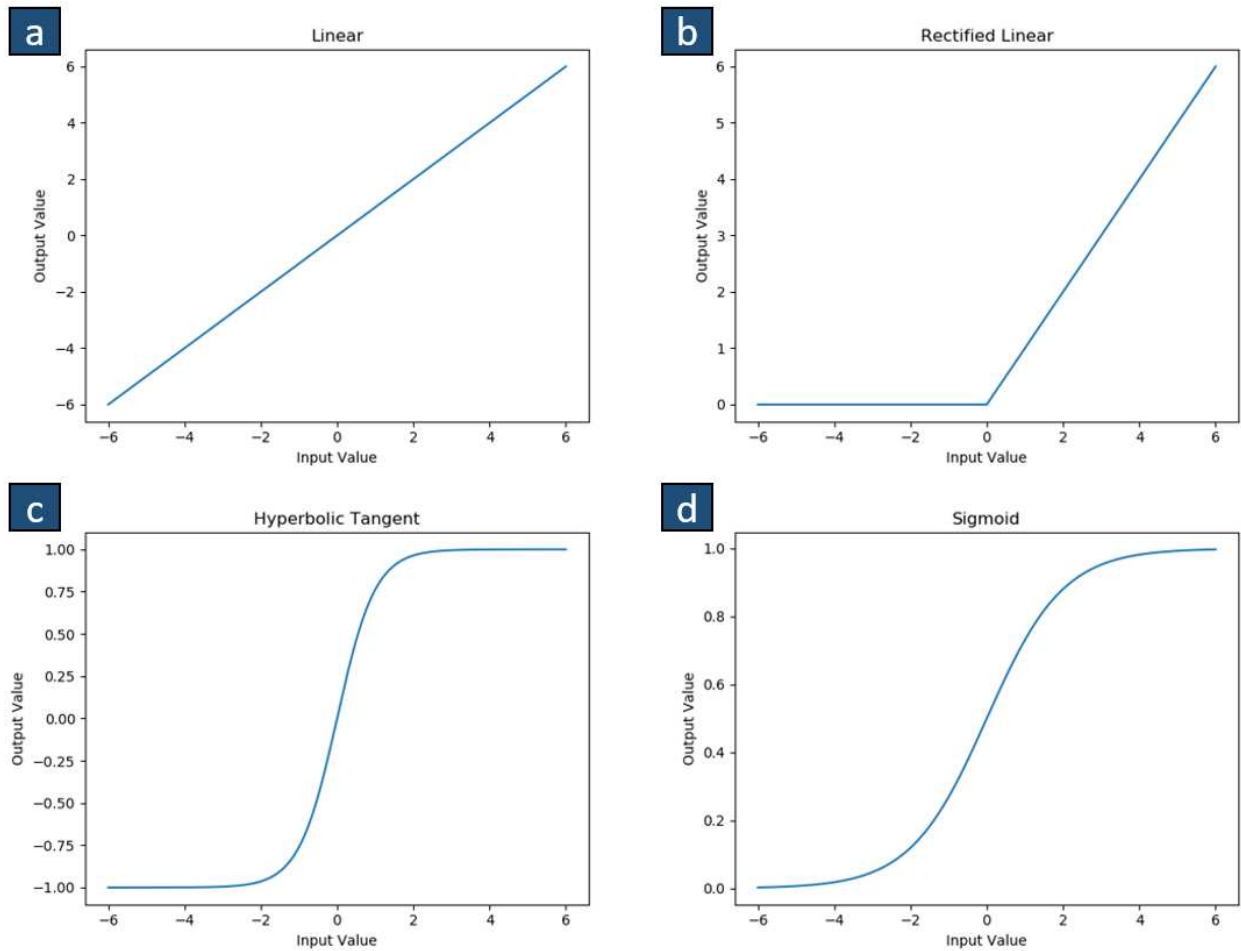 a
Linear
6
4
2
0
−2
−4
−6
Output Value
−6 −4 −2 0 2 4 6
Input Value
b
Rectified Linear
6
5
4
3
2
1
0
Output Value
−6 −4 −2 0 2 4 6
Input Value
c
Hyperbolic Tangent
1.00
0.75
0.50
0.25
0.00
−0.25
−0.50
−0.75
−1.00
Output Value
−6 −4 −2 0 2 4 6
Input Value
d
Sigmoid
1.0
0.8
0.6
0.4
0.2
0.0
Output Value
−6 −4 −2 0 2 4 6
Input Value